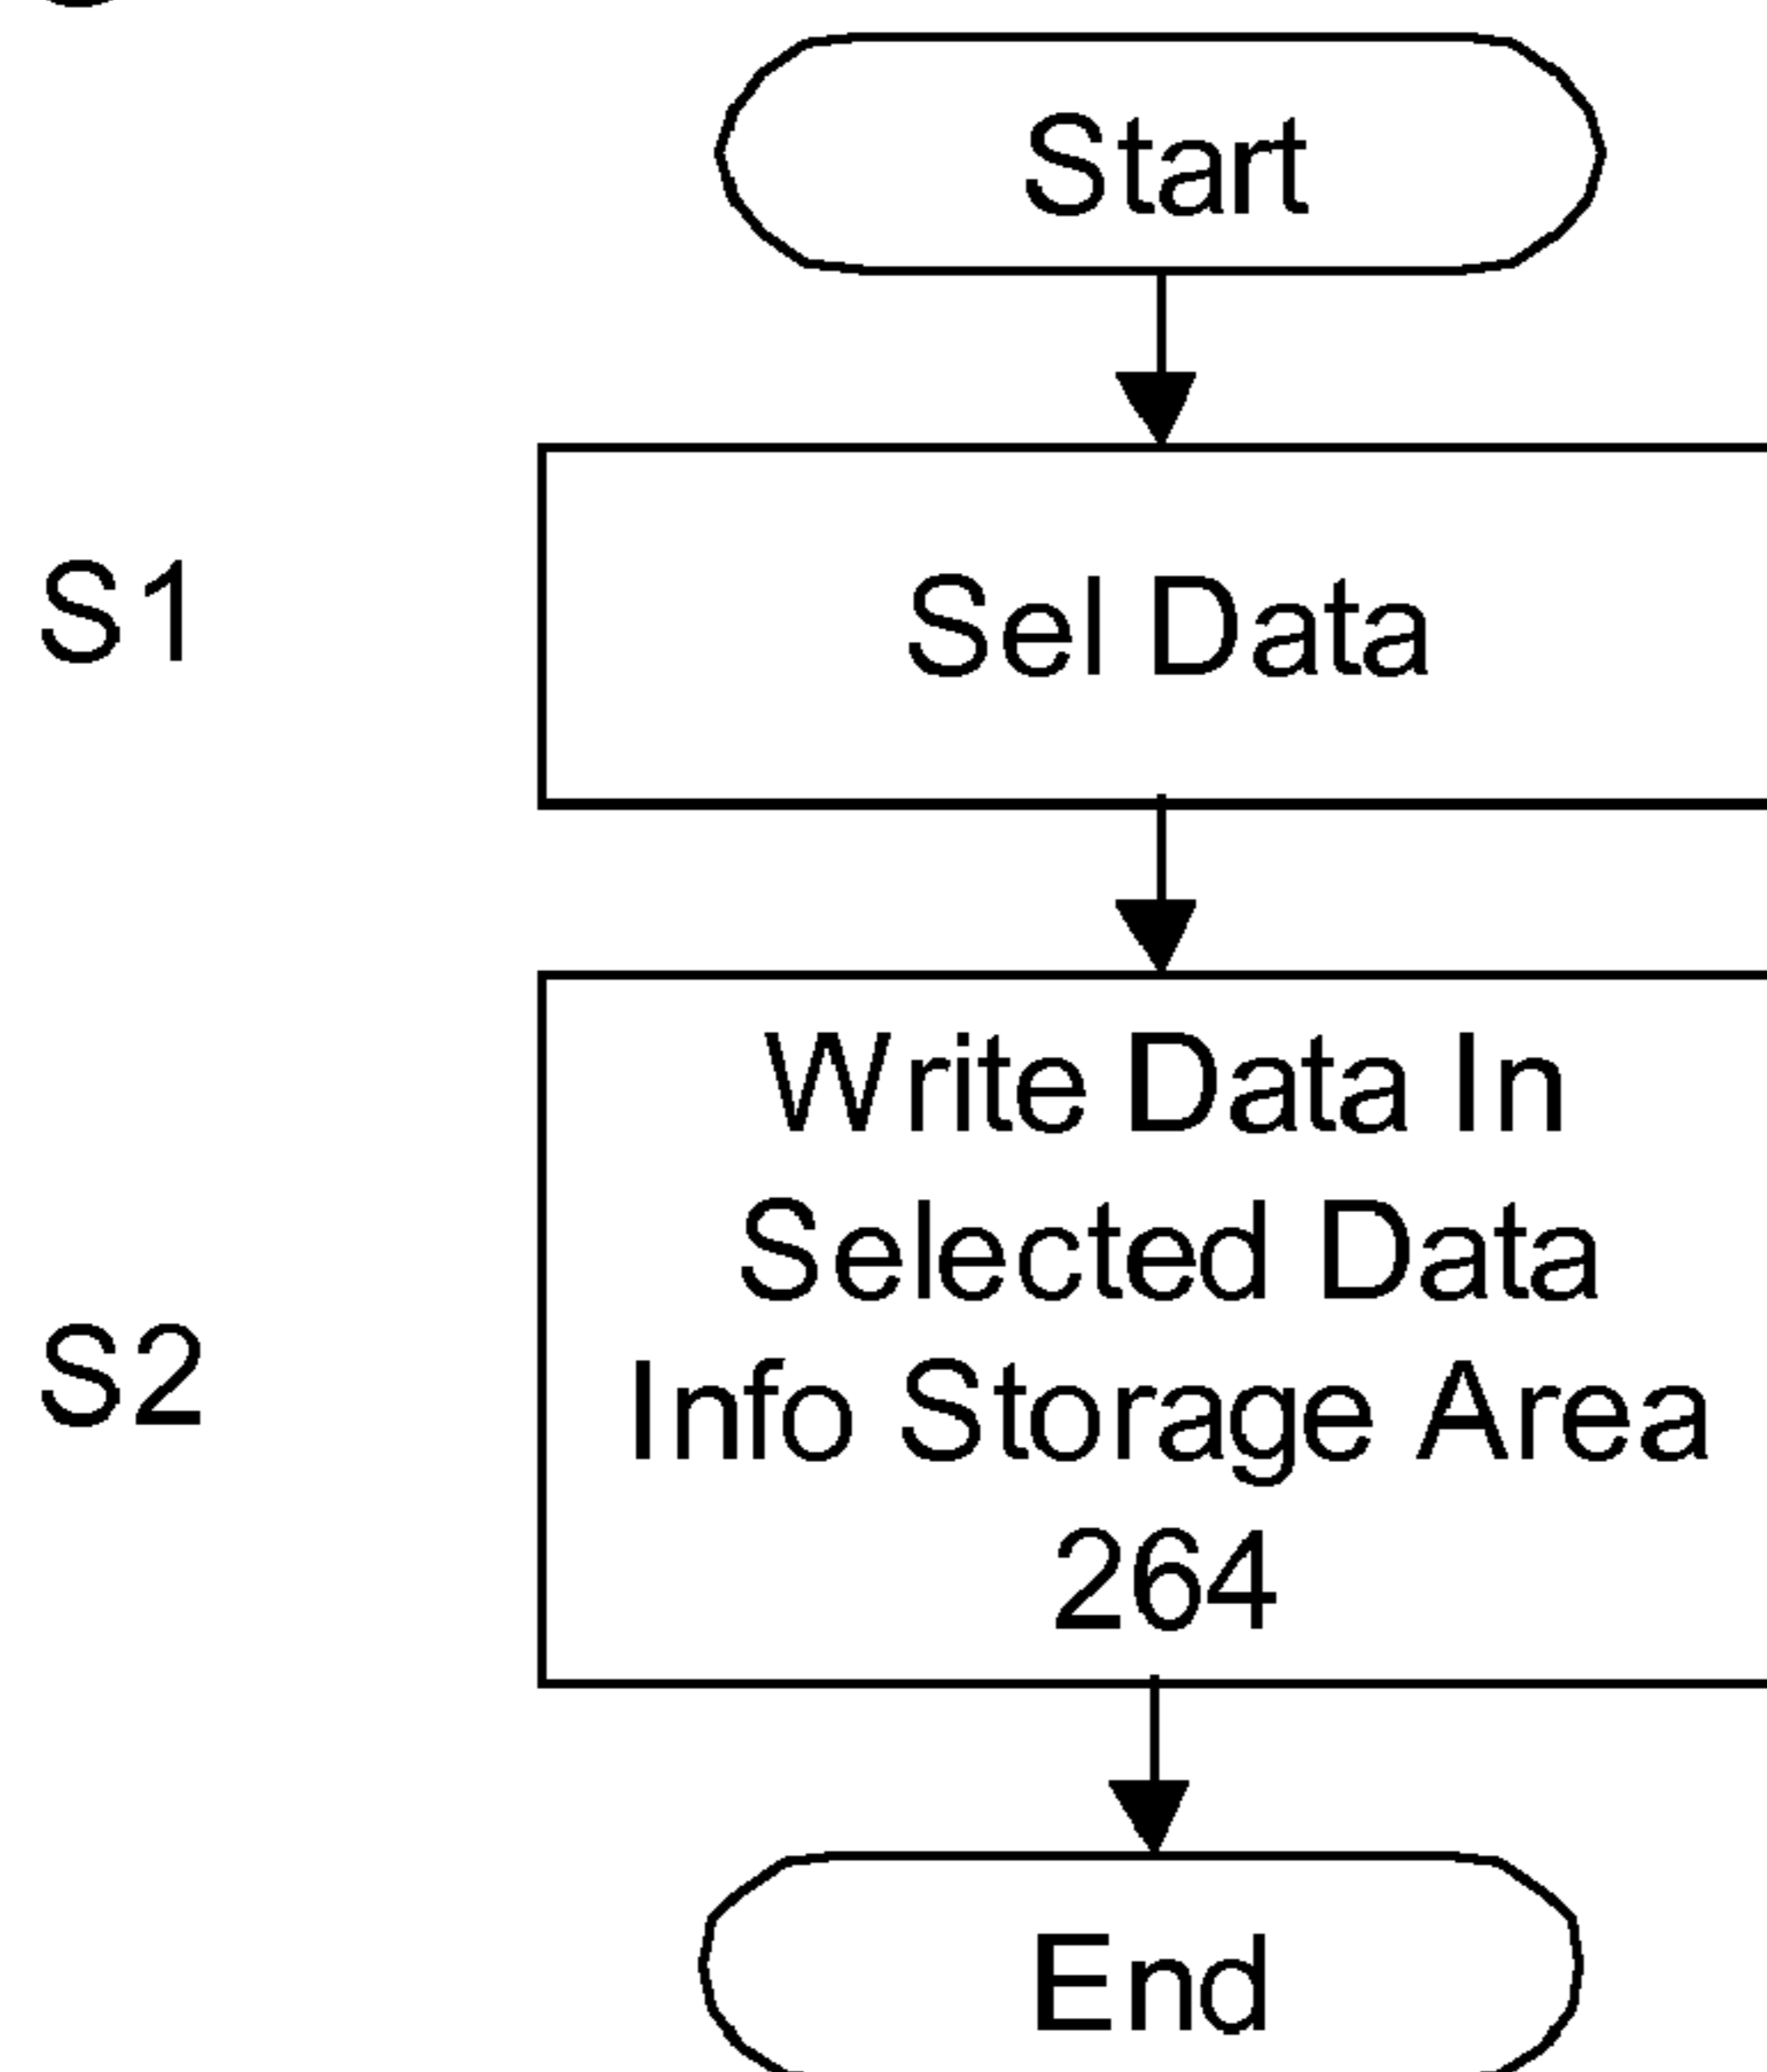 Start
S1
Sel Data
Write Data In
Selected Data
S2
Info Storage Area
264
End